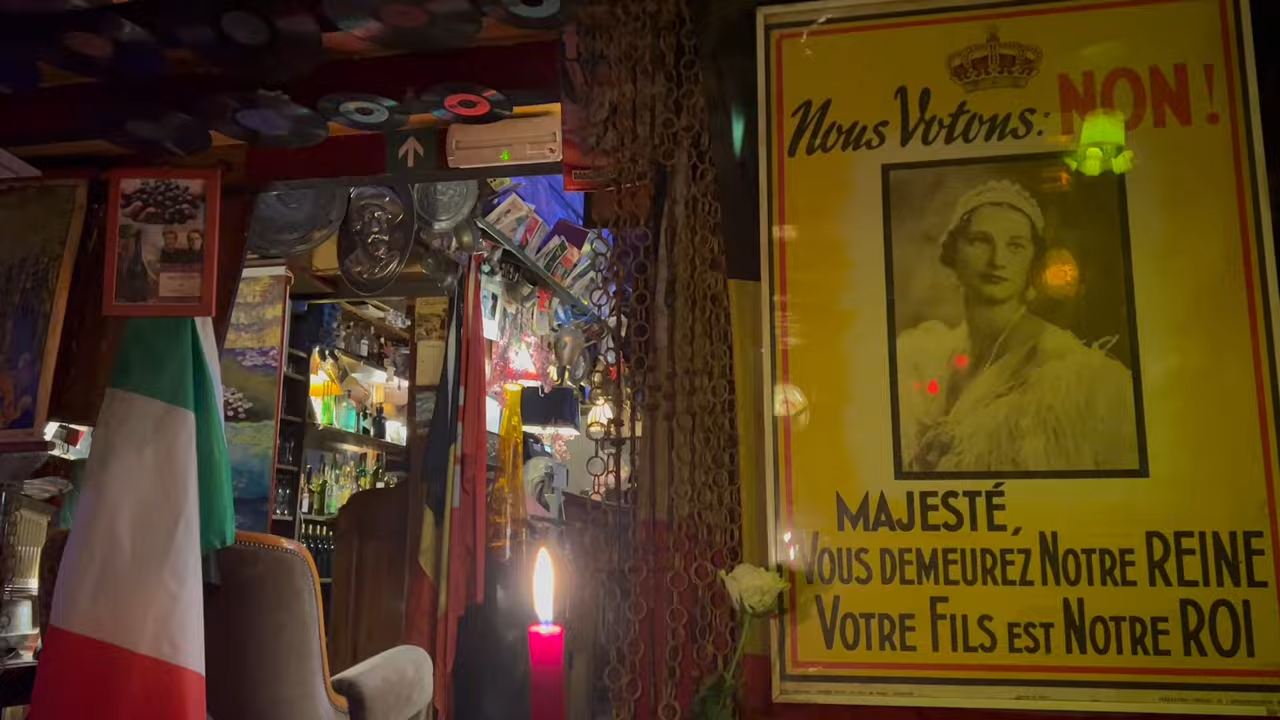 Nous Votons: NON!
MAJESTÉ,
VOUS DEMEUREZ NOTRE REINE
VOTRE FILS EST NOTRE ROI